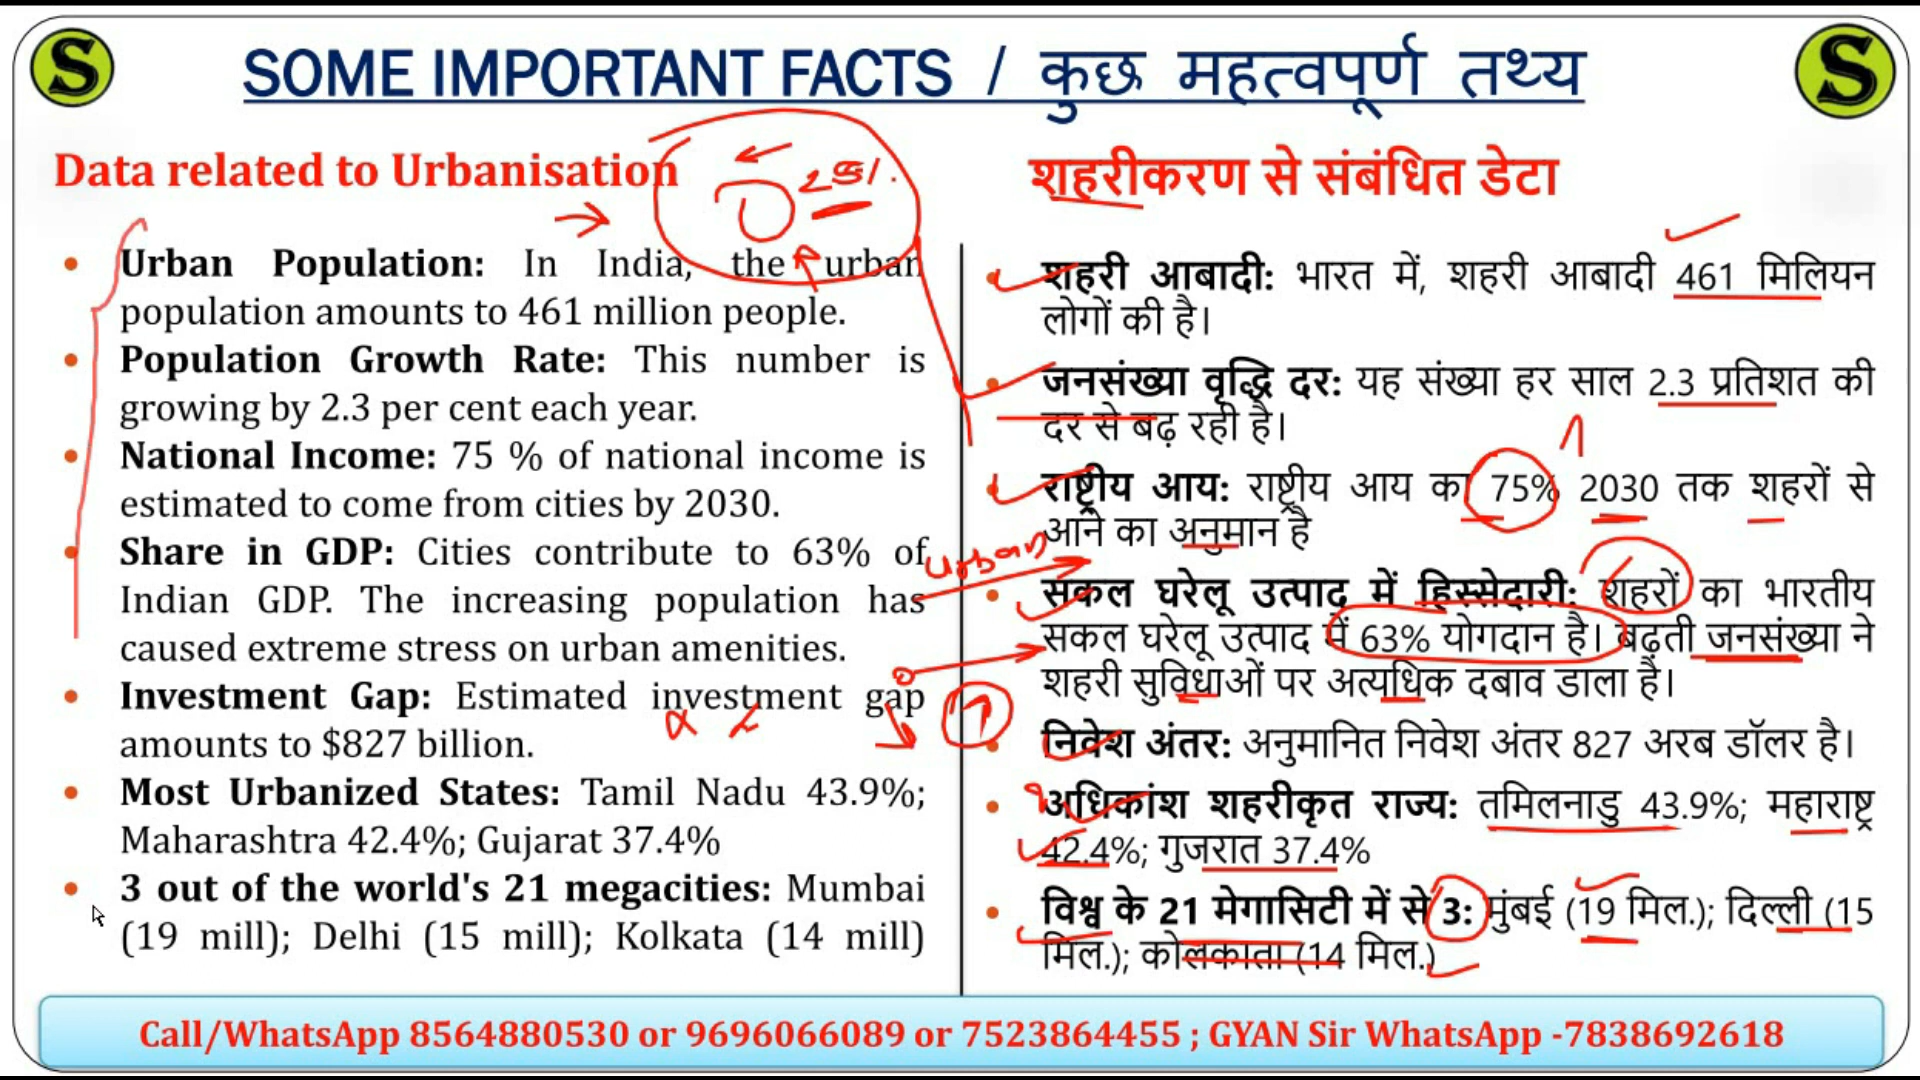 S
SOME IMPORTANT FACTS / कुछ महत्वपूर्ण तथ्य
S
Data related to Urbanisation
25%.
• Urban Population: In India, the urban
population amounts to 461 million people.
• Population Growth Rate: This number is
growing by 2.3 per cent each year.
• National Income: 75 % of national income is
estimated to come from cities by 2030.
• Share in GDP: Cities contribute to 63% of
Indian GDP. The increasing population has
caused extreme stress on urban amenities.
• Investment Gap: Estimated investment gap
amounts to $827 billion.
• Most Urbanized States: Tamil Nadu 43.9%;
Maharashtra 42.4%; Gujarat 37.4%
• 3 out of the world's 21 megacities: Mumbai
(19 mill); Delhi (15 mill); Kolkata (14 mill)
Urban
शहरीकरण से संबंधित डेटा
• शहरी आबादी: भारत में, शहरी आबादी 461 मिलियन
लोगों की है।
• जनसंख्या वृद्धि दर: यह संख्या हर साल 2.3 प्रतिशत की
दर से बढ़ रही है।
• राष्ट्रीय आय: राष्ट्रीय आय का 75% 2030 तक शहरों से
आने का अनुमान है
• सकल घरेलू उत्पाद में हिस्सेदारी: शहरों का भारतीय
सकल घरेलू उत्पाद में 63% योगदान है। बढ़ती जनसंख्या ने
शहरी सुविधाओं पर अत्यधिक दबाव डाला है।
• निवेश अंतर: अनुमानित निवेश अंतर 827 अरब डॉलर है।
• अधिकांश शहरीकृत राज्य: तमिलनाडु 43.9%; महाराष्ट्र
42.4%; गुजरात 37.4%
• विश्व के 21 मेगासिटी में से 3: मुंबई (19 मिल.); दिल्ली (15
मिल.); कोलकाता (14 मिल.)
Call/WhatsApp 8564880530 or 9696066089 or 7523864455 ; GYAN Sir WhatsApp -7838692618